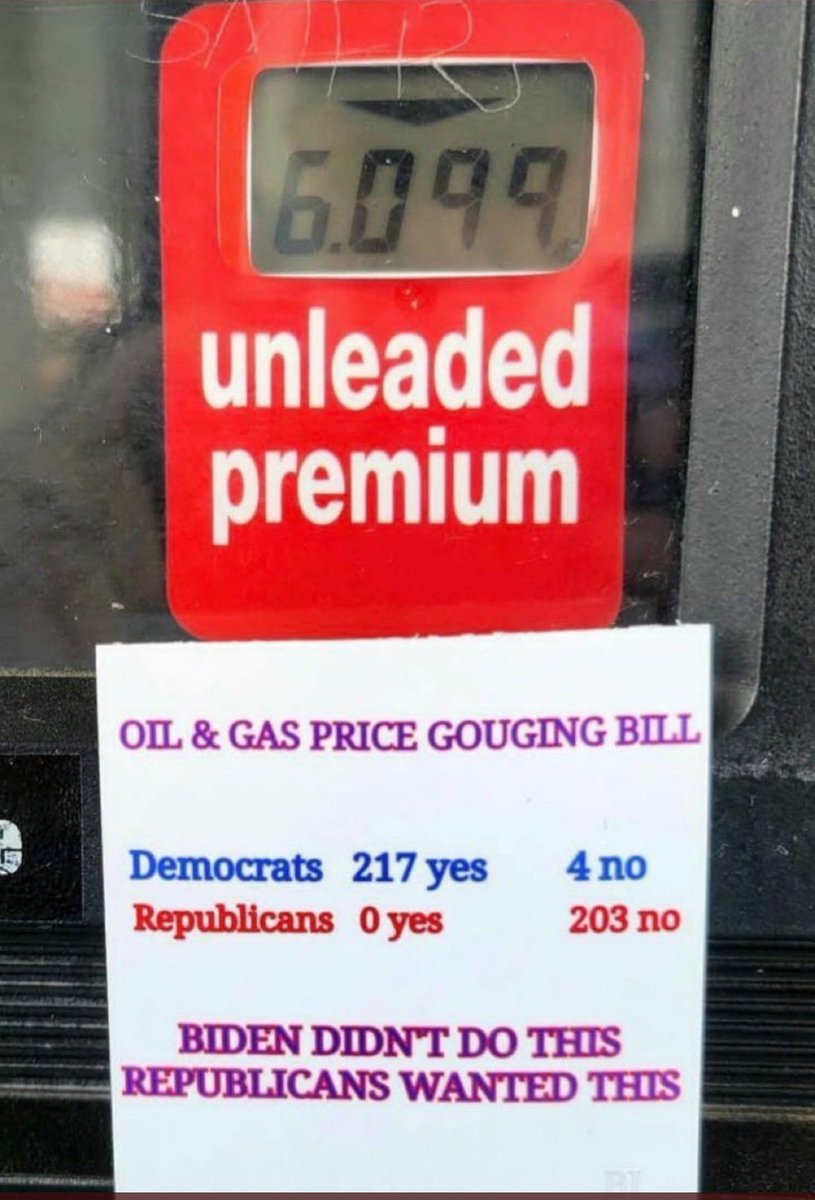 SMFR
6.099
unleaded
premium
OIL & GAS PRICE GOUGING BILL
Democrats 217 yes 4 no
Republicans 0 yes 203 no
BIDEN DIDN'T DO THIS
REPUBLICANS WANTED THIS